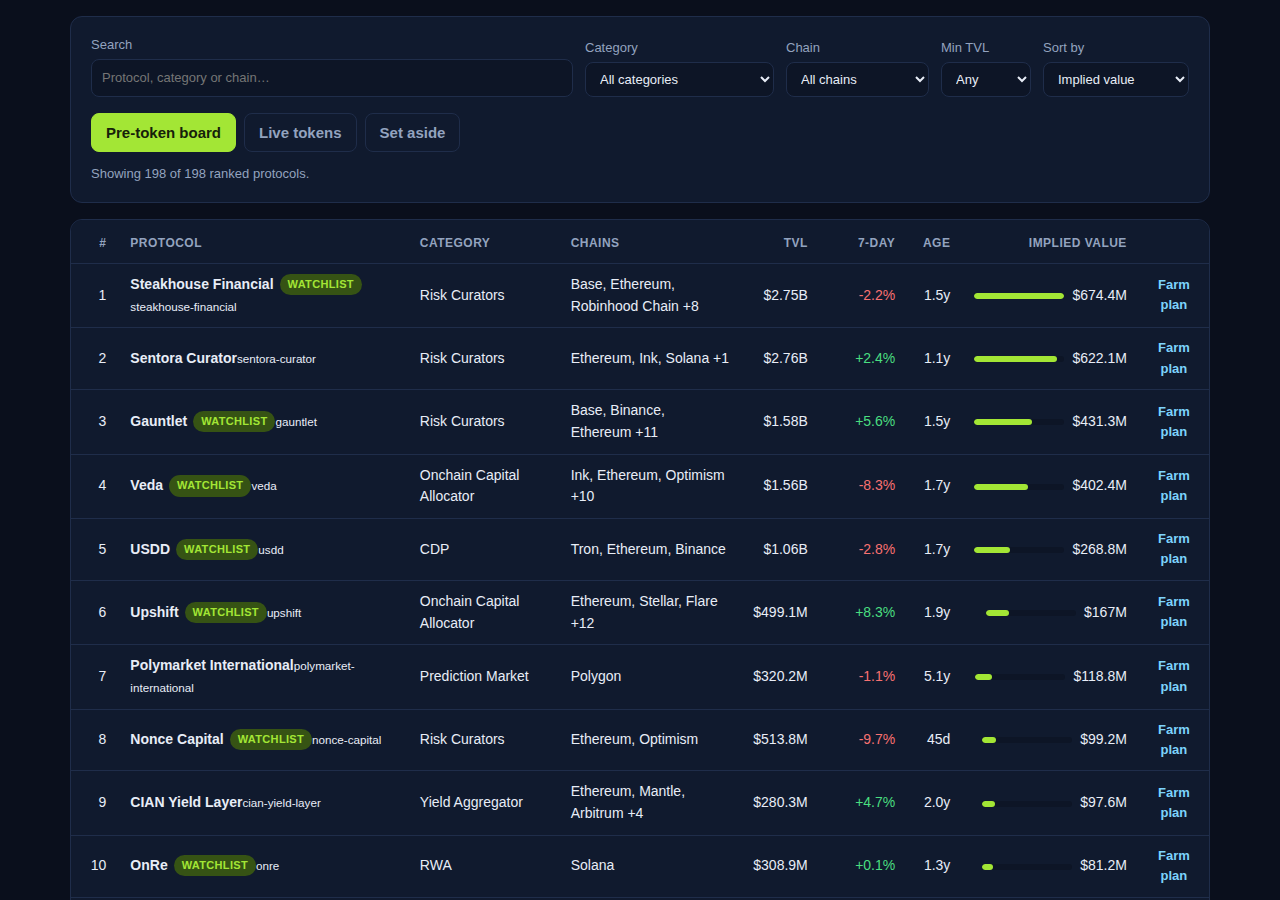 Search
Category
Chain
Min TVL
Sort by
Protocol, category or chain…
All categories
All chains
Any
Implied value
Pre-token board
Live tokens
Set aside
Showing 198 of 198 ranked protocols.
# PROTOCOL CATEGORY CHAINS TVL 7-DAY AGE IMPLIED VALUE
1 Steakhouse Financial WATCHLIST steakhouse-financial Risk Curators Base, Ethereum, Robinhood Chain +8 $2.75B -2.2% 1.5y $674.4M Farm plan
2 Sentora Curator sentora-curator Risk Curators Ethereum, Ink, Solana +1 $2.76B +2.4% 1.1y $622.1M Farm plan
3 Gauntlet WATCHLIST gauntlet Risk Curators Base, Binance, Ethereum +11 $1.58B +5.6% 1.5y $431.3M Farm plan
4 Veda WATCHLIST veda Onchain Capital Allocator Ink, Ethereum, Optimism +10 $1.56B -8.3% 1.7y $402.4M Farm plan
5 USDD WATCHLIST usdd CDP Tron, Ethereum, Binance $1.06B -2.8% 1.7y $268.8M Farm plan
6 Upshift WATCHLIST upshift Onchain Capital Allocator Ethereum, Stellar, Flare +12 $499.1M +8.3% 1.9y $167M Farm plan
7 Polymarket International polymarket-international Prediction Market Polygon $320.2M -1.1% 5.1y $118.8M Farm plan
8 Nonce Capital WATCHLIST nonce-capital Risk Curators Ethereum, Optimism $513.8M -9.7% 45d $99.2M Farm plan
9 CIAN Yield Layer cian-yield-layer Yield Aggregator Ethereum, Mantle, Arbitrum +4 $280.3M +4.7% 2.0y $97.6M Farm plan
10 OnRe WATCHLIST onre RWA Solana $308.9M +0.1% 1.3y $81.2M Farm plan